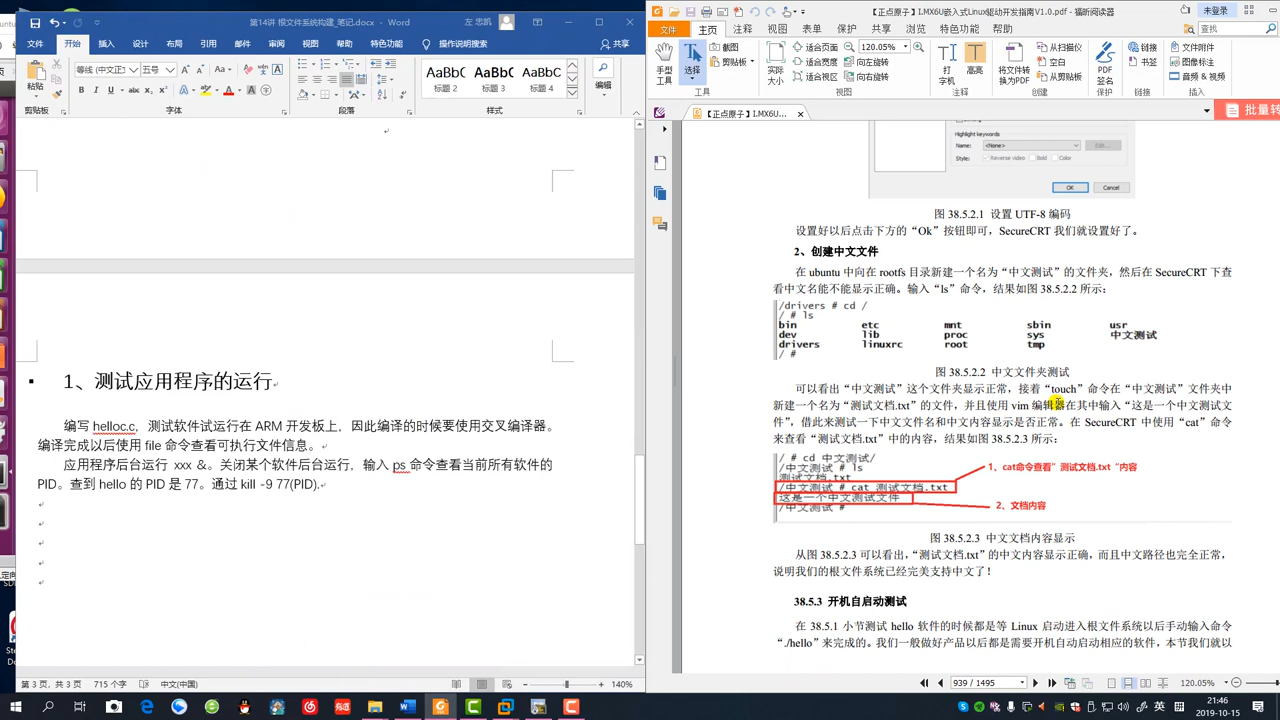 第14讲 根文件系统构建_笔记.docx - Word
左 忠凯
文件 开始 插入 设计 布局 引用 邮件 审阅 视图 帮助 特色功能 操作说明搜索 共享
粘贴
等线 (中文正 五号
AaBbC AaBbC AaBbC
标题 2 标题 3 标题 4
编辑
剪贴板 字体 段落 样式
1、测试应用程序的运行
编写 helloc.c，测试软件试运行在 ARM 开发板上，因此编译的时候要使用交叉编译器。
编译完成以后使用 file 命令查看可执行文件信息。
应用程序后台运行 xxx &。关闭某个软件后台运行，输入 ps 命令查看当前所有软件的
PID。查到 hello 的 PID 是 77。通过 kill -9 77(PID).
第 3 页，共 3 页 715 个字 中文(中国) 140%
【正点原子】I.MX6U嵌入式Linux驱动开发指南V1.0.pdf - 福昕阅读
未登录
文件 主页 注释 视图 表单 保护 共享 浏览 特色功能 帮助
查找
手型
工具
选择
截图
剪贴板
实际
大小
适合页面
适合宽度
适合视区
120.05%
向左旋转
向右旋转
打
字机
高亮
将文件转
换为PDF
从扫描仪
空白
从剪贴板
PDF
签名
链接
书签
文件附件
图像标注
音频 & 视频
工具 视图 注释 创建 保护 链接 插入
【正点原子】I.MX6U...
批量转
Highlight keywords
Name: <None> Edit...
Style: Reverse video Bold Color
OK Cancel
图 38.5.2.1 设置 UTF-8 编码
设置好以后点击下方的“Ok”按钮即可，SecureCRT 我们就设置好了。
2、创建中文文件
在 ubuntu 中向在 rootfs 目录新建一个名为“中文测试”的文件夹，然后在 SecureCRT 下查
看中文名能不能显示正确。输入“ls”命令，结果如图 38.5.2.2 所示：
/drivers # cd /
/ # ls
bin etc mnt sbin usr
dev lib proc sys 中文测试
drivers linuxrc root tmp
/ #
图 38.5.2.2 中文文件夹测试
可以看出“中文测试”这个文件夹显示正常，接着“touch”命令在“中文测试”文件夹中
新建一个名为“测试文档.txt”的文件，并且使用 vim 编辑器在其中输入“这是一个中文测试文
件”，借此来测试一下中文文件名和中文内容显示是否正常。在 SecureCRT 中使用“cat”命令
来查看“测试文档.txt”中的内容，结果如图 38.5.2.3 所示：
/ # cd 中文测试/
/中文测试 # ls
测试文档.txt
/中文测试 # cat 测试文档.txt
这是一个中文测试文件
/中文测试 #
1、cat命令查看“测试文档.txt“内容
2、文档内容
图 38.5.2.3 中文文档内容显示
从图 38.5.2.3 可以看出，“测试文档.txt”的中文内容显示正确，而且中文路径也完全正常，
说明我们的根文件系统已经完美支持中文了！
38.5.3 开机自启动测试
在 38.5.1 小节测试 hello 软件的时候都是等 Linux 启动进入根文件系统以后手动输入命令
“./hello”来完成的。我们一般做好产品以后都是需要开机自动启动相应的软件，本节我们就以
939 / 1495 120.05%
英
21:46
2019-10-15